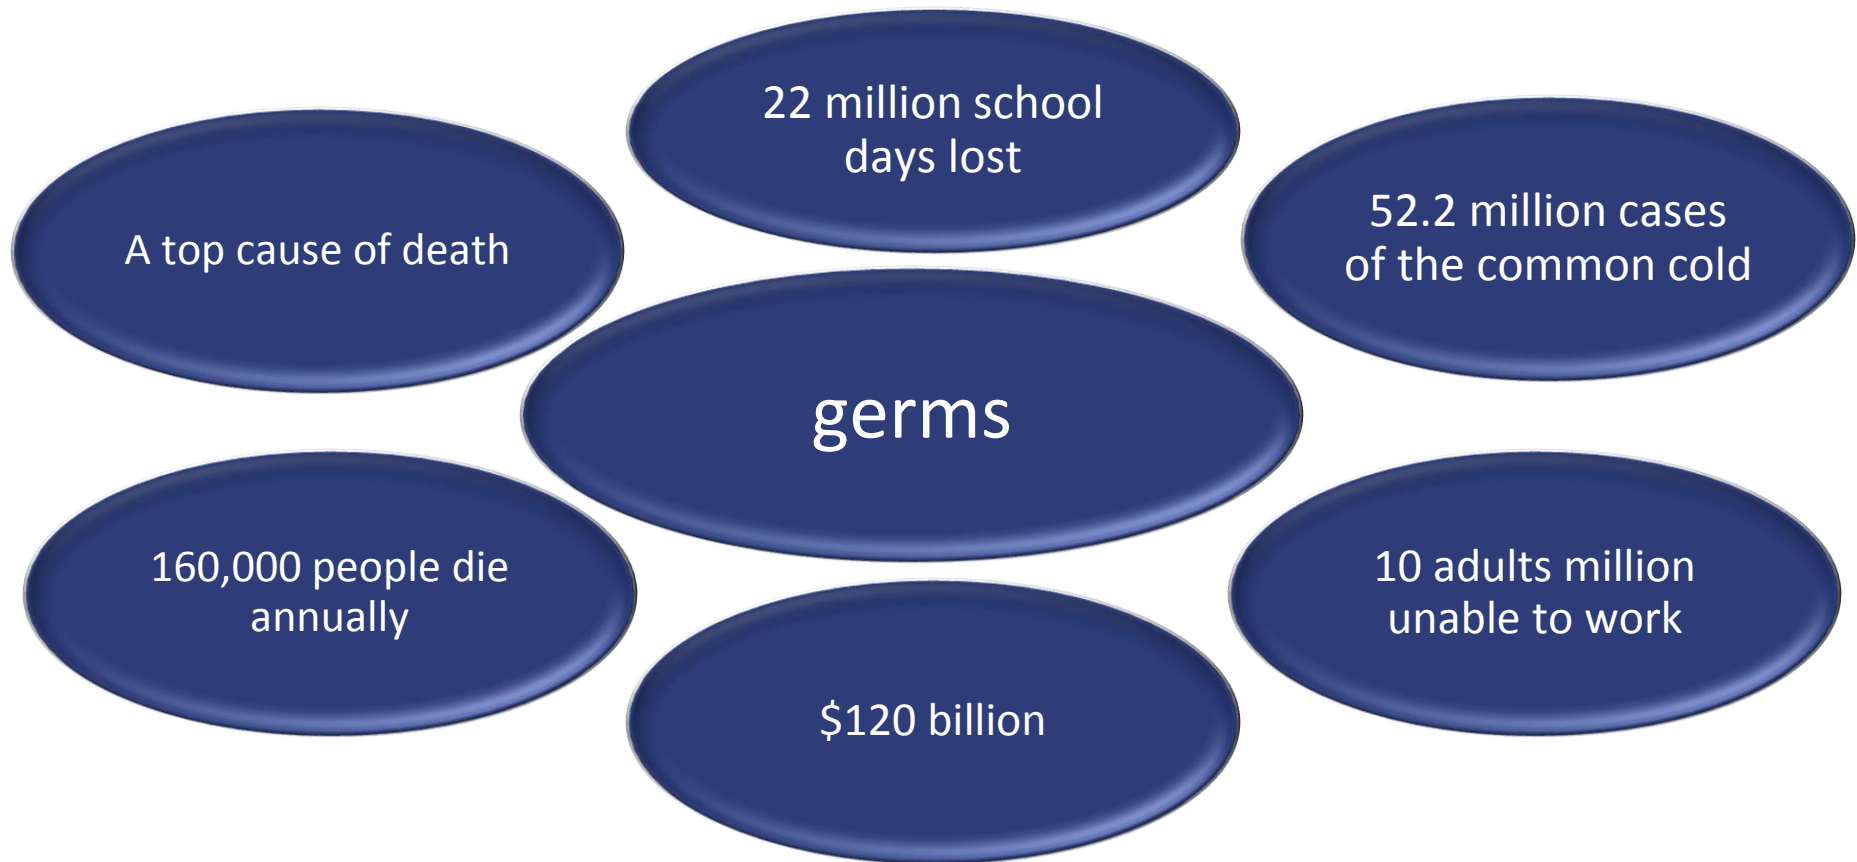 22 million school
days lost
A top cause of death
52.2 million cases
of the common cold
germs
160,000 people die
annually
10 adults million
unable to work
$120 billion